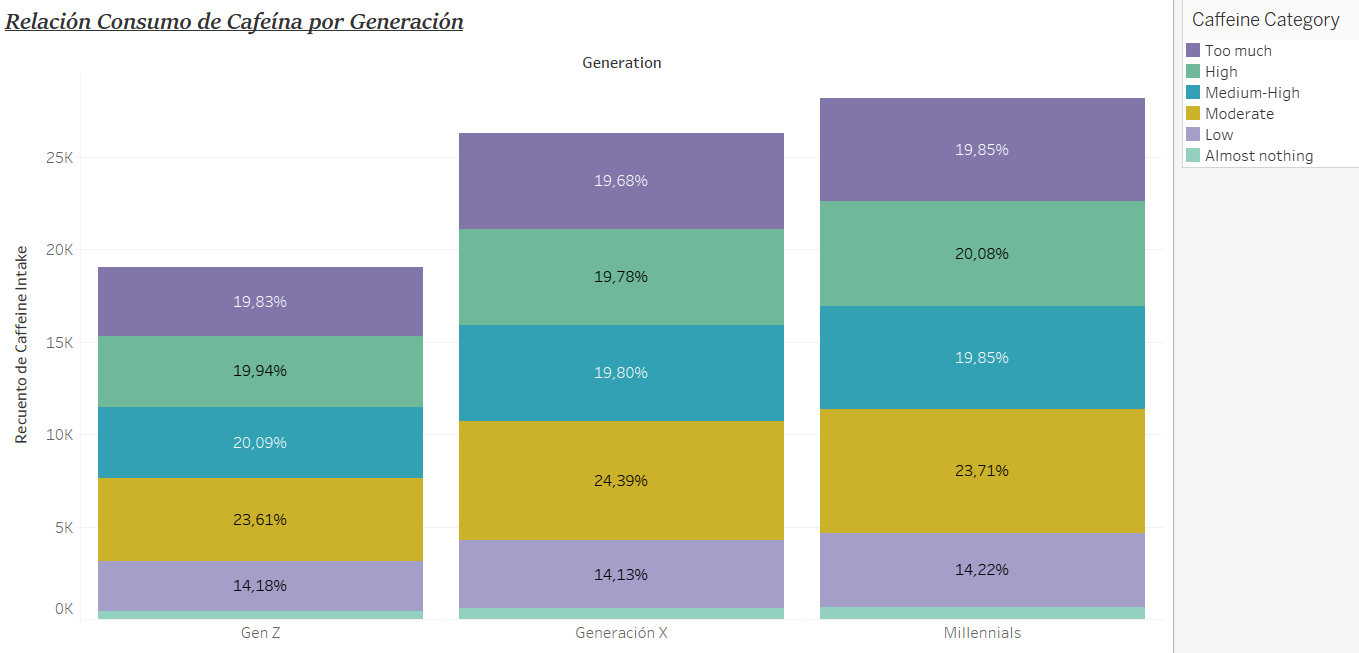 Relación Consumo de Cafeína por Generación
Generation
Recuento de Caffeine Intake
25K
20K
15K
10K
5K
0K
19,83%
19,94%
20,09%
23,61%
14,18%
19,68%
19,78%
19,80%
24,39%
14,13%
19,85%
20,08%
19,85%
23,71%
14,22%
Gen Z
Generación X
Millennials
Caffeine Category
Too much
High
Medium-High
Moderate
Low
Almost nothing